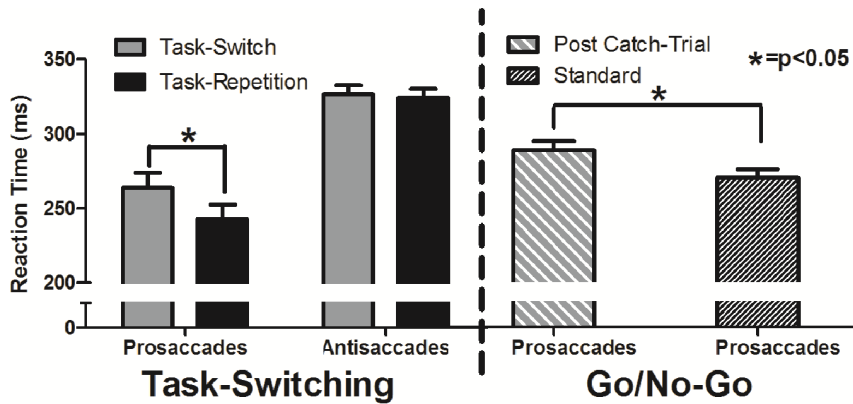 Reaction Time (ms)
350
300
250
200
0
Task-Switch
Task-Repetition
*
Prosaccades
Antisaccades
Task-Switching
Post Catch-Trial
Standard
*=p<0.05
*
Prosaccades
Prosaccades
Go/No-Go